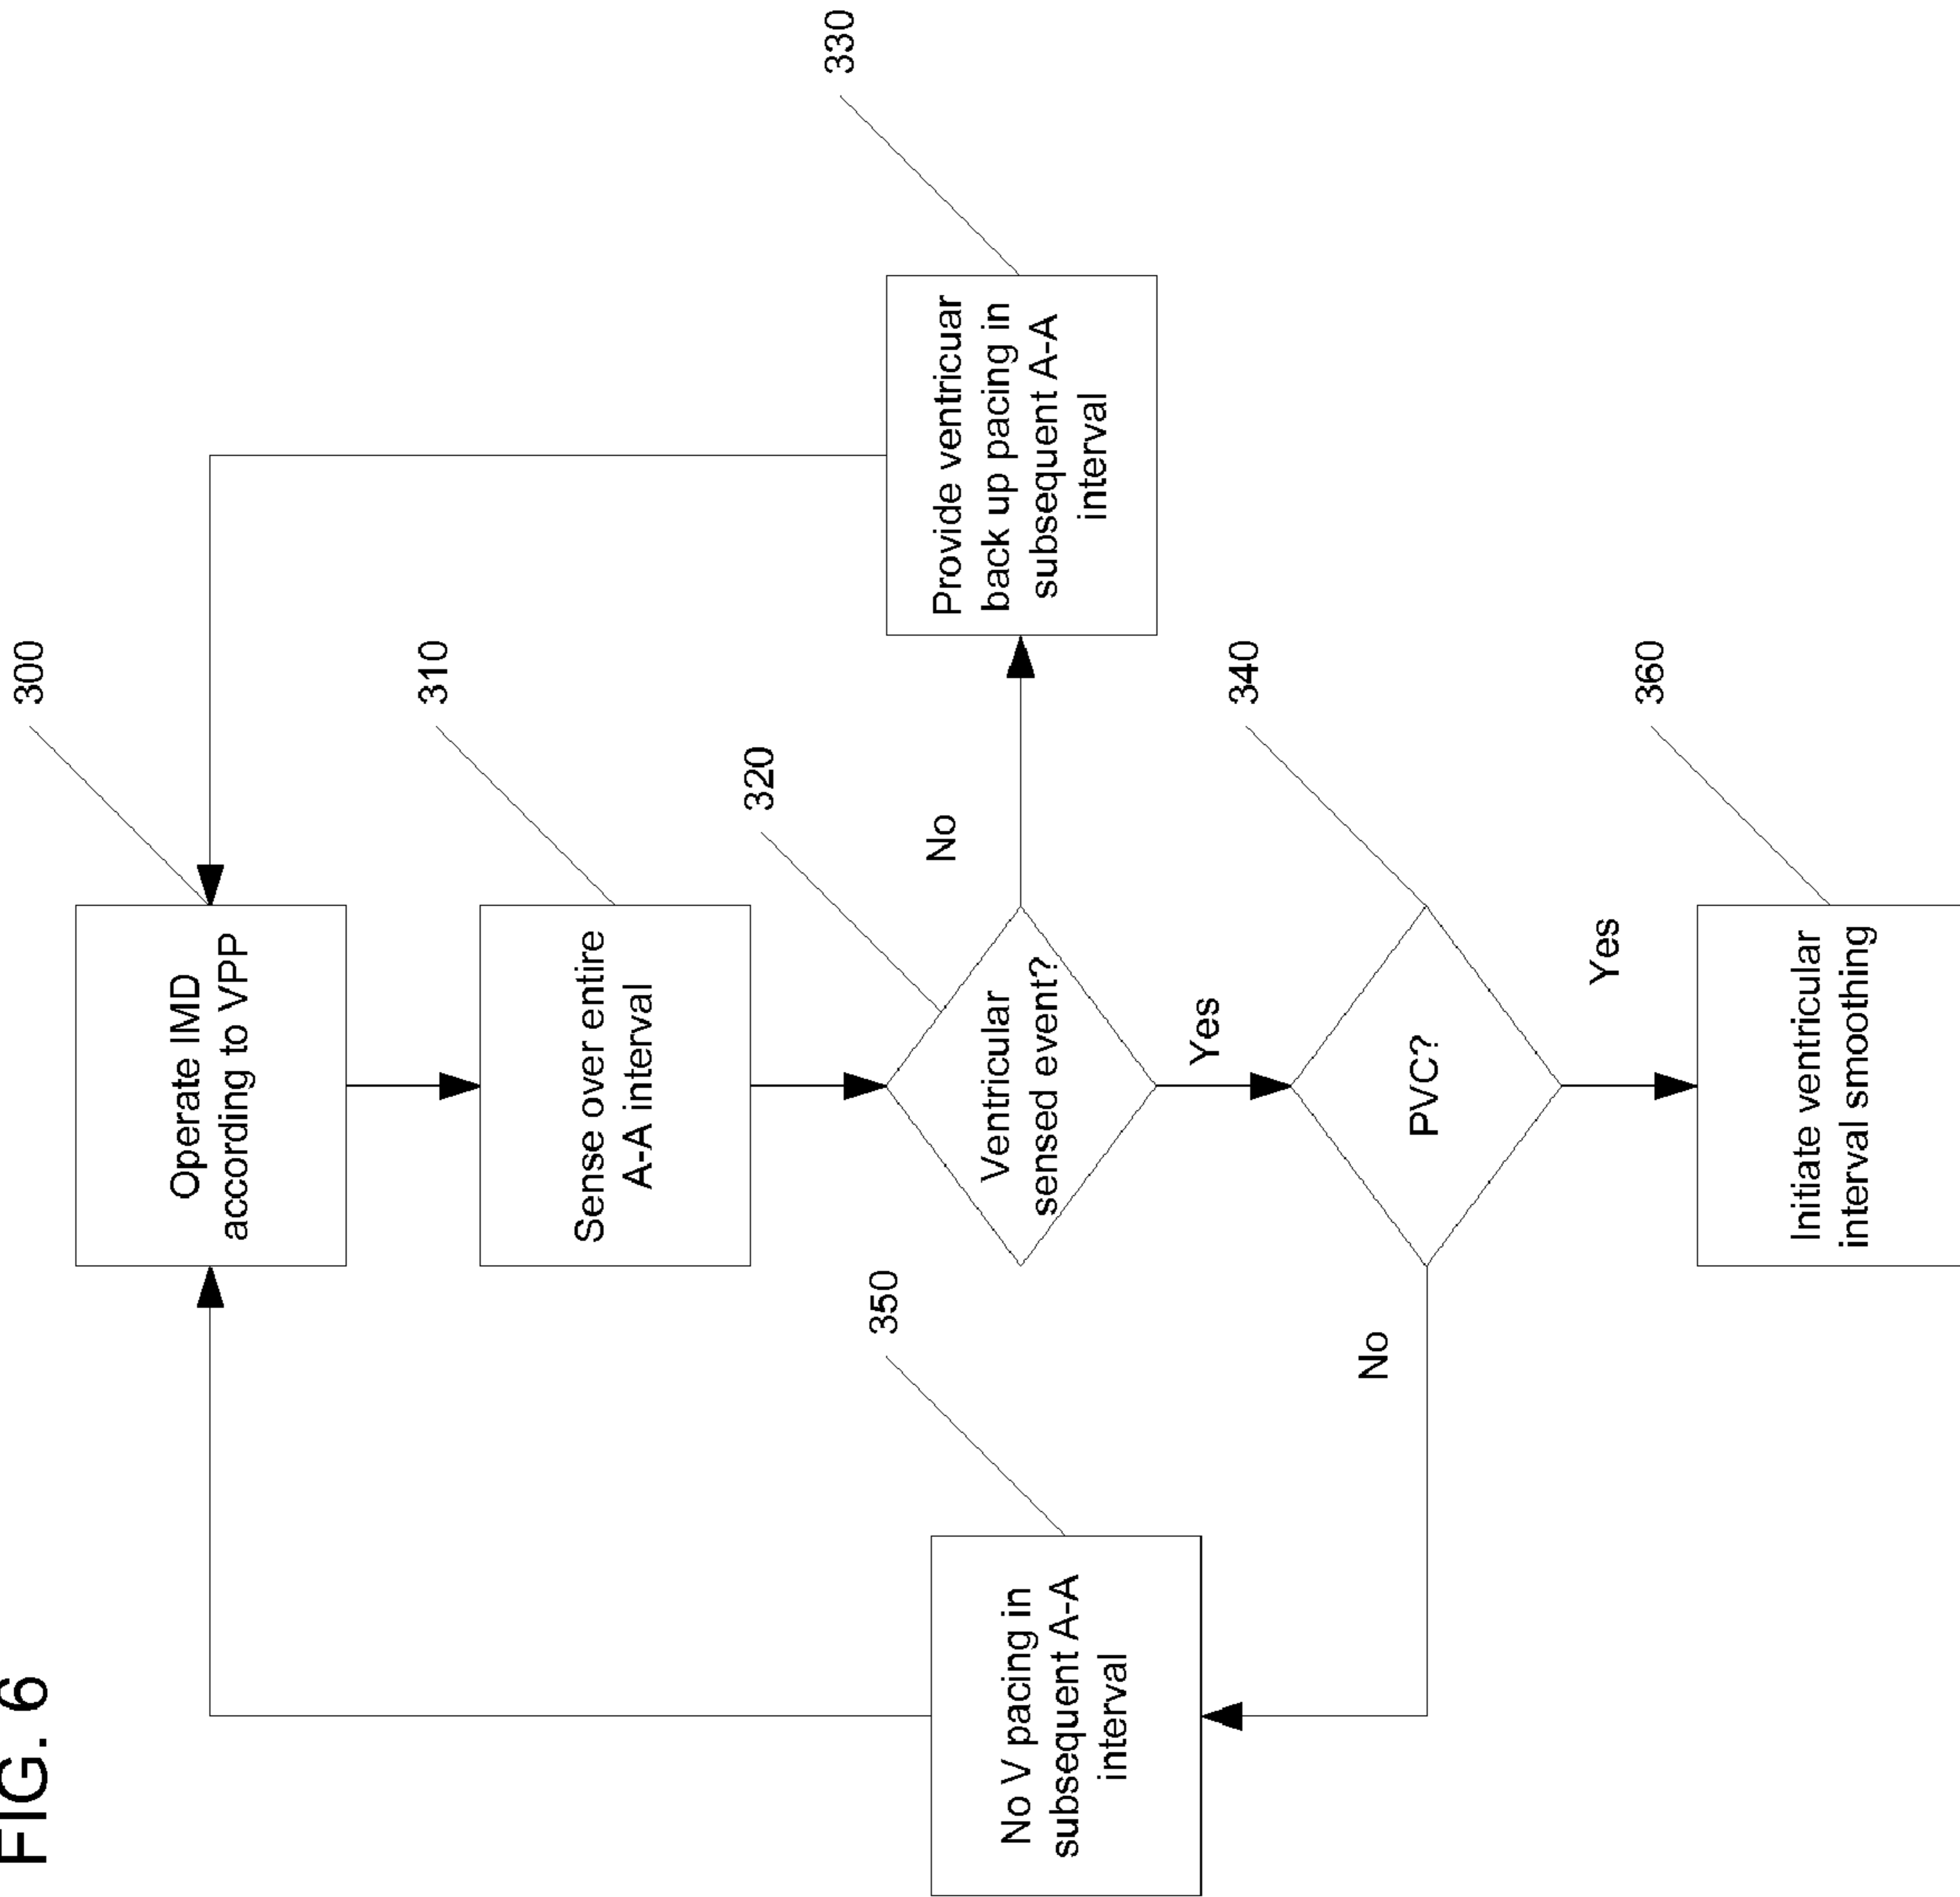 FIG. 6
300
Operate IMD
according to VPP
310
Sense over entire
A-A interval
320
Ventricular
sensed event?
No
330
Provide ventricuar
back up pacing in
subsequent A-A
interval
Yes
340
PVC?
No
350
No V pacing in
subsequent A-A
interval
Yes
360
Initiate ventricular
interval smoothing